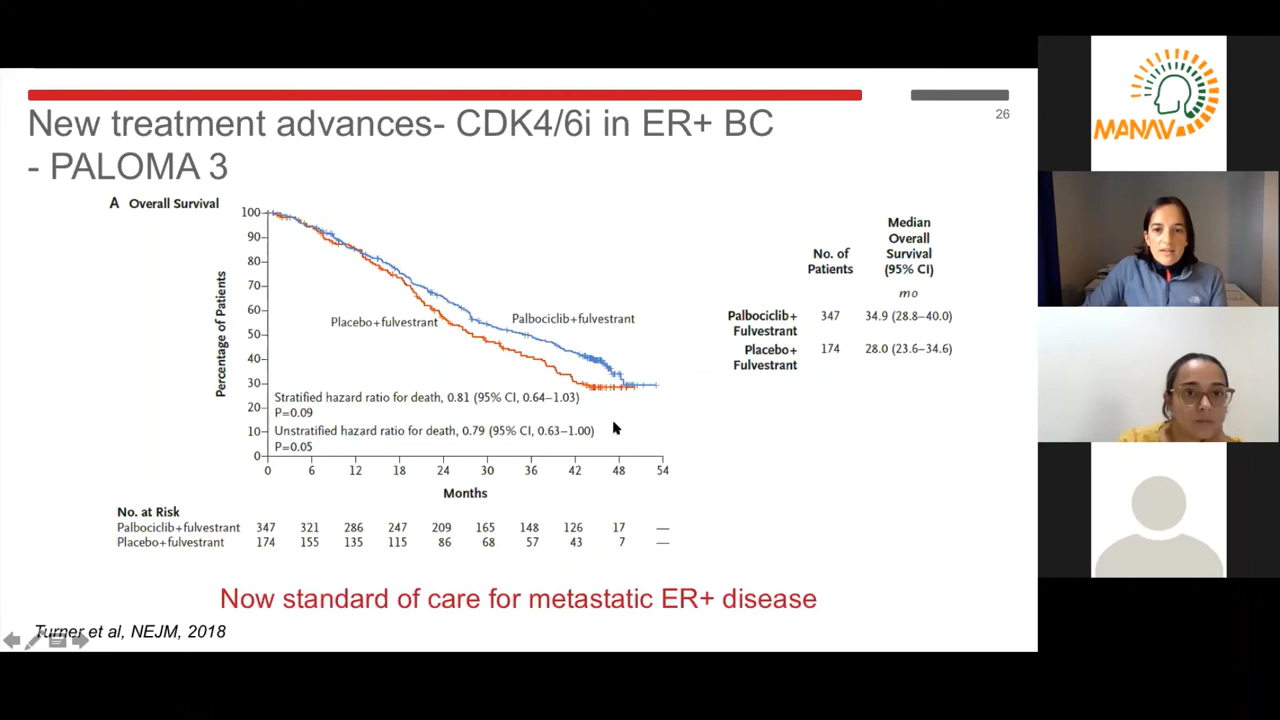 New treatment advances- CDK4/6i in ER+ BC
- PALOMA 3
26
MANAV
A Overall Survival
100
90
80
70
60
50
40
30
20
10
0
Percentage of Patients
Placebo+fulvestrant
Palbociclib+fulvestrant
Stratified hazard ratio for death, 0.81 (95% CI, 0.64–1.03)
P=0.09
Unstratified hazard ratio for death, 0.79 (95% CI, 0.63–1.00)
P=0.05
0 6 12 18 24 30 36 42 48 54
Months
No. of Patients
Median Overall Survival (95% CI)
mo
Palbociclib+ Fulvestrant 347 34.9 (28.8–40.0)
Placebo+ Fulvestrant 174 28.0 (23.6–34.6)
No. at Risk
Palbociclib+fulvestrant 347 321 286 247 209 165 148 126 17 —
Placebo+fulvestrant 174 155 135 115 86 68 57 43 7 —
Now standard of care for metastatic ER+ disease
Turner et al, NEJM, 2018